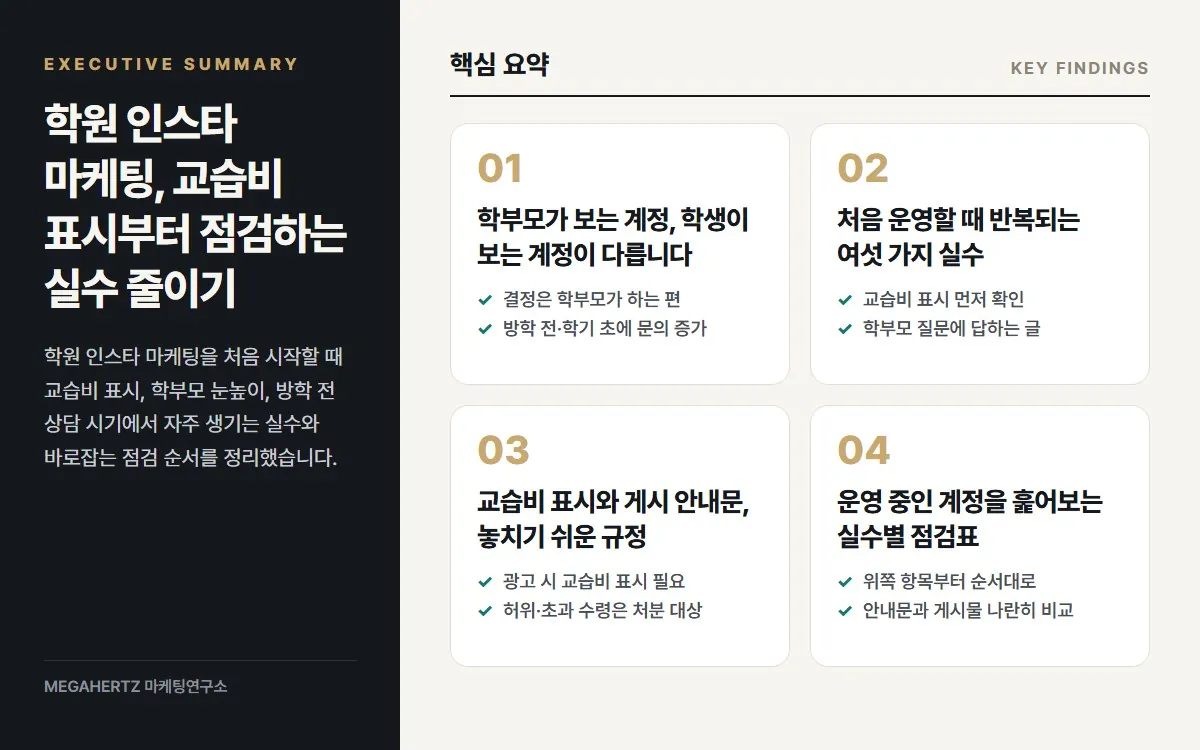 EXECUTIVE SUMMARY
학원 인스타
마케팅, 교습비
표시부터 점검하는
실수 줄이기
학원 인스타 마케팅을 처음 시작할 때
교습비 표시, 학부모 눈높이, 방학 전
상담 시기에서 자주 생기는 실수와
바로잡는 점검 순서를 정리했습니다.
MEGAHERTZ 마케팅연구소
핵심 요약
KEY FINDINGS
01
학부모가 보는 계정, 학생이
보는 계정이 다릅니다
결정은 학부모가 하는 편
방학 전·학기 초에 문의 증가
02
처음 운영할 때 반복되는
여섯 가지 실수
교습비 표시 먼저 확인
학부모 질문에 답하는 글
03
교습비 표시와 게시 안내문,
놓치기 쉬운 규정
광고 시 교습비 표시 필요
허위·초과 수령은 처분 대상
04
운영 중인 계정을 훑어보는
실수별 점검표
위쪽 항목부터 순서대로
안내문과 게시물 나란히 비교